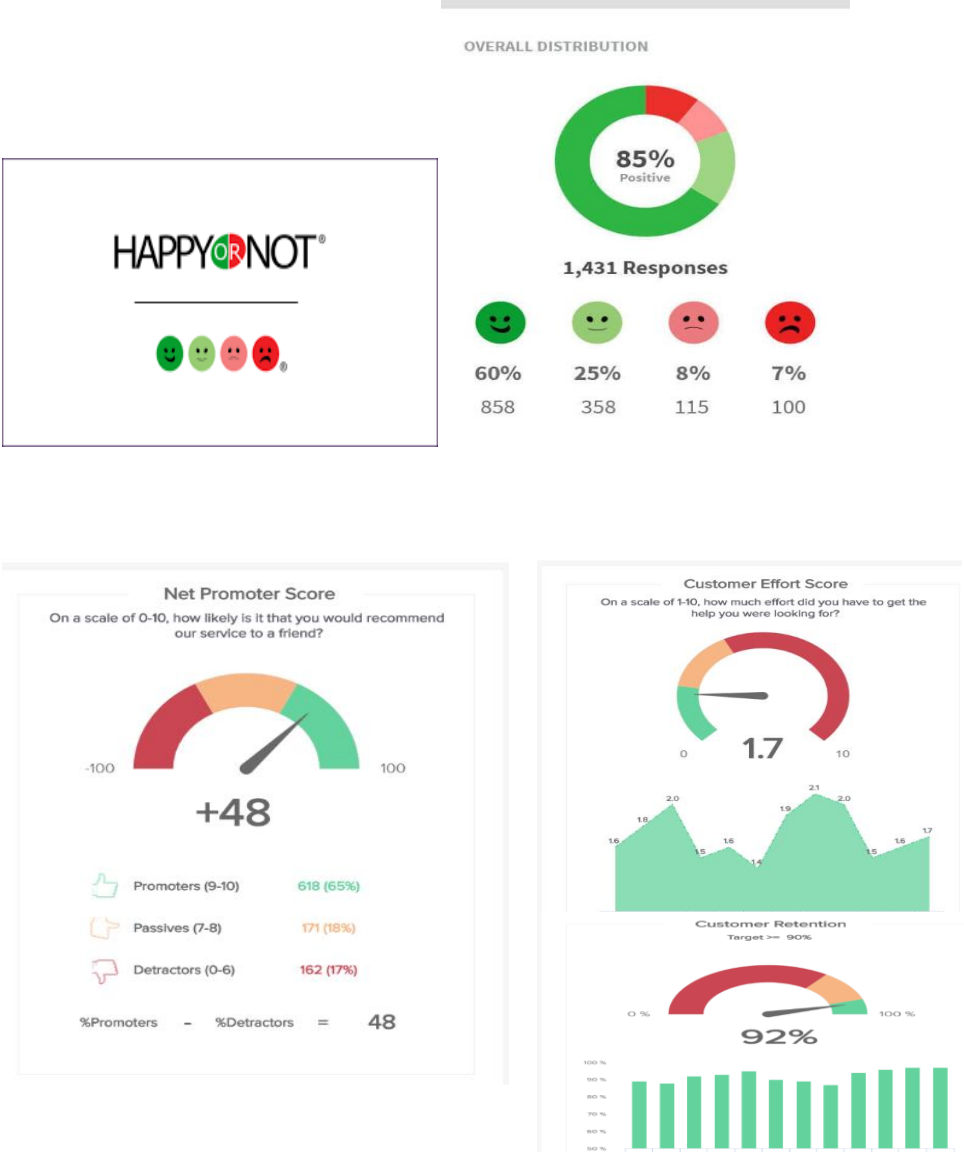 OVERALL DISTRIBUTION
85%
Positive
1,431 Responses
60% 25% 8% 7%
858 358 115 100
HAPPYORNOT®
®
Net Promoter Score
On a scale of 0-10, how likely is it that you would recommend
our service to a friend?
-100 100
+48
Promoters (9-10) 618 (65%)
Passives (7-8) 171 (18%)
Detractors (0-6) 162 (17%)
%Promoters - %Detractors = 48
Customer Effort Score
On a scale of 1-10, how much effort did you have to get the
help you were looking for?
0 10
1.7
1.6 1.8 2.0 1.5 1.6 1.4 1.9 2.1 2.0 1.5 1.6 1.7
Customer Retention
Target >= 90%
0 % 100 %
92%
100 %
90 %
80 %
70 %
60 %
50 %